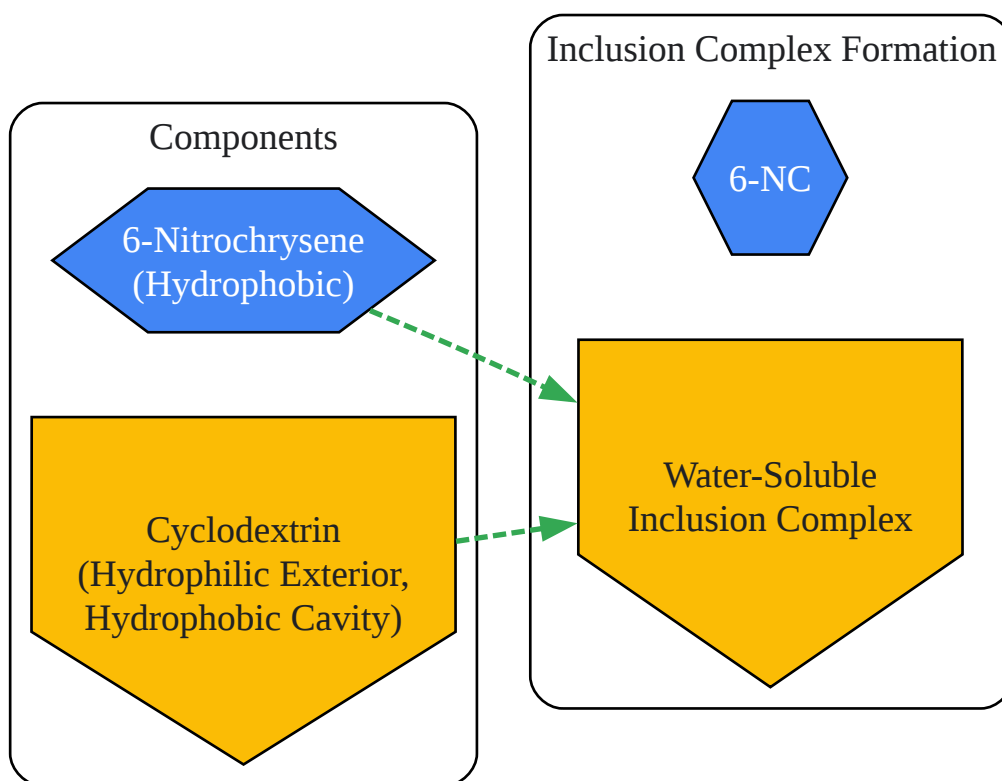 Components
6-Nitrochrysene
(Hydrophobic)
Cyclodextrin
(Hydrophilic Exterior,
Hydrophobic Cavity)
Inclusion Complex Formation
6-NC
Water-Soluble
Inclusion Complex